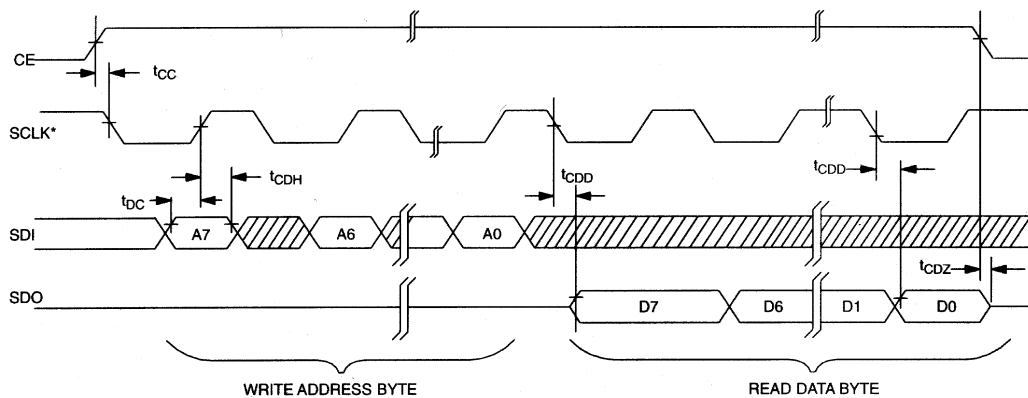 CE
tCC
SCLK*
tCDH
tCDD
tCDD
tDC
SDI
A7
A6
A0
tCDZ
SDO
D7
D6
D1
D0
WRITE ADDRESS BYTE
READ DATA BYTE